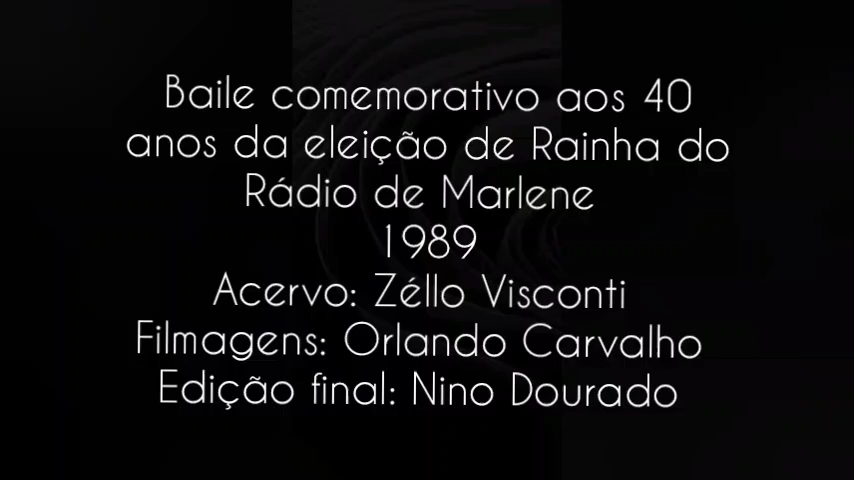 Baile comemorativo aos 40
anos da eleição de Rainha do
Rádio de Marlene
1989
Acervo: Zéllo Visconti
Filmagens: Orlando Carvalho
Edição final: Nino Dourado